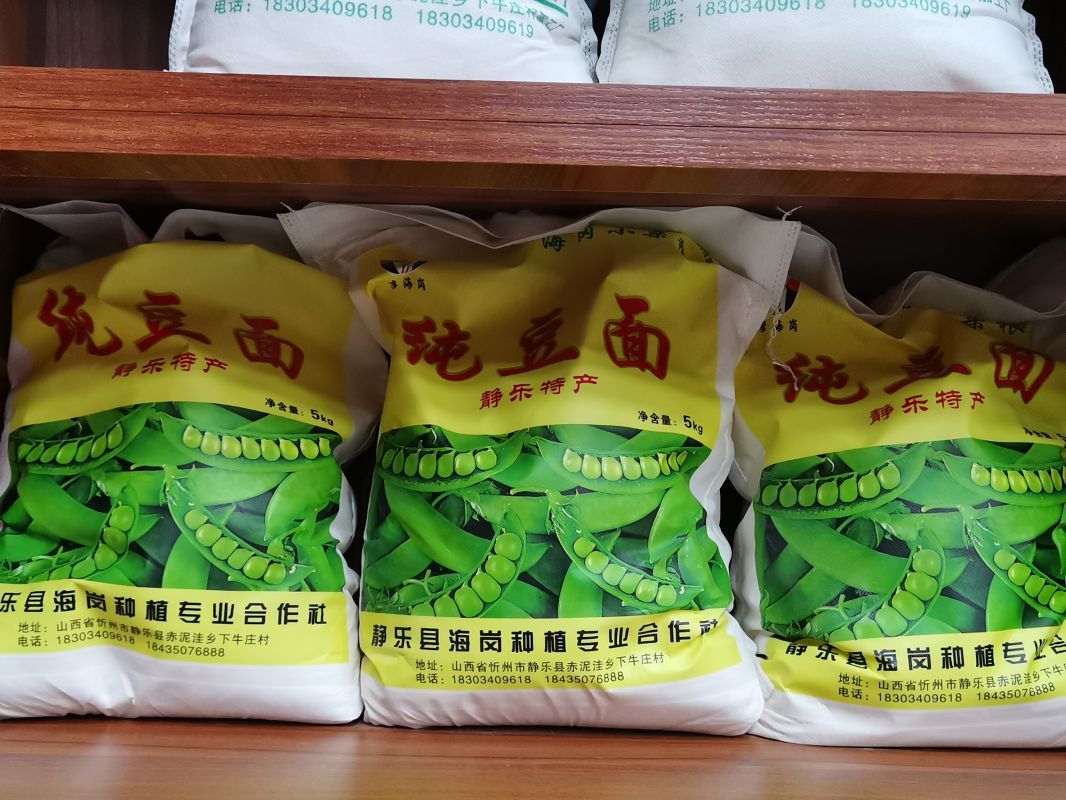 电话：18303409618 18303409619
电话：18303409618 18303409619
纯豆面
静乐特产
净含量：5kg
乐县海岗种植专业合作社
地址：山西省忻州市静乐县赤泥洼乡下牛庄村
电话：18303409618 18435076888
海岗
纯豆面
静乐特产
净含量：5kg
静乐县海岗种植专业合作社
地址：山西省忻州市静乐县赤泥洼乡下牛庄村
电话：18303409618 18435076888
海岗
纯豆面
静乐特产
静乐县海岗种植专业合
地址：山西省忻州市静乐县赤泥洼乡下牛
电话：18303409618 18435076888